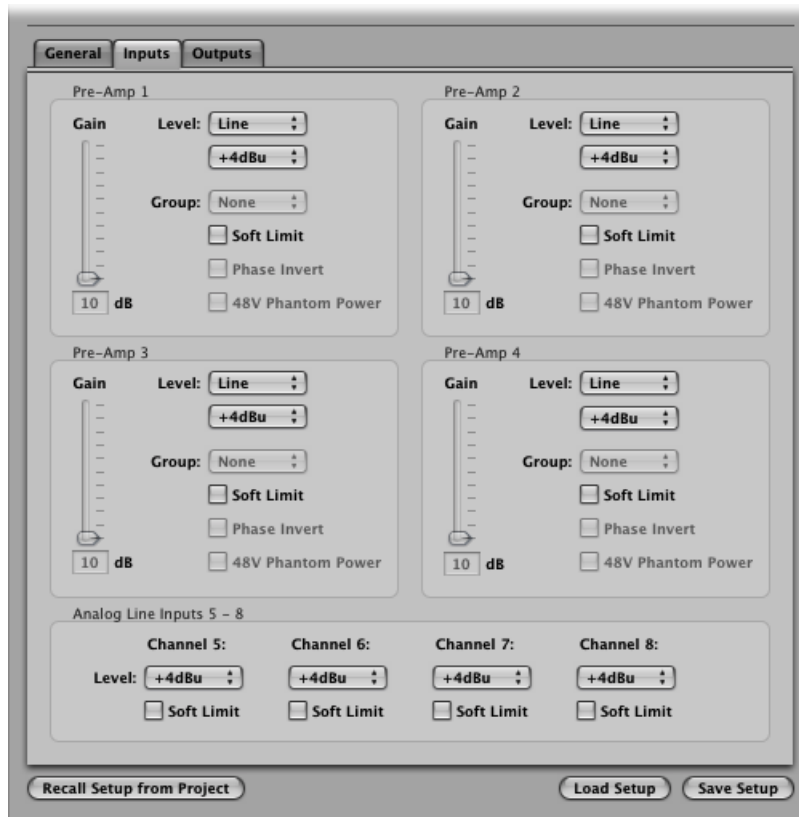 General Inputs Outputs
Pre-Amp 1
Gain Level: Line
+4dBu
Group: None
Soft Limit
Phase Invert
10 dB 48V Phantom Power
Pre-Amp 2
Gain Level: Line
+4dBu
Group: None
Soft Limit
Phase Invert
10 dB 48V Phantom Power
Pre-Amp 3
Gain Level: Line
+4dBu
Group: None
Soft Limit
Phase Invert
10 dB 48V Phantom Power
Pre-Amp 4
Gain Level: Line
+4dBu
Group: None
Soft Limit
Phase Invert
10 dB 48V Phantom Power
Analog Line Inputs 5 - 8
Channel 5: Channel 6: Channel 7: Channel 8:
Level: +4dBu +4dBu +4dBu +4dBu
Soft Limit Soft Limit Soft Limit Soft Limit
Recall Setup from Project Load Setup Save Setup